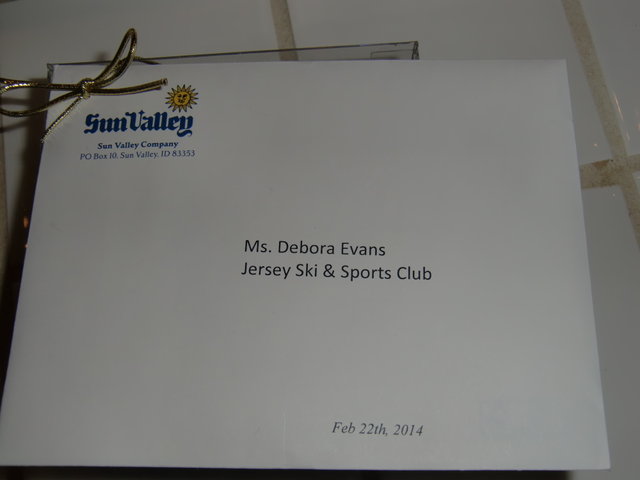 Sun Valley
Sun Valley Company
PO Box 10, Sun Valley, ID 83353
Ms. Debora Evans
Jersey Ski & Sports Club
Feb 22th, 2014